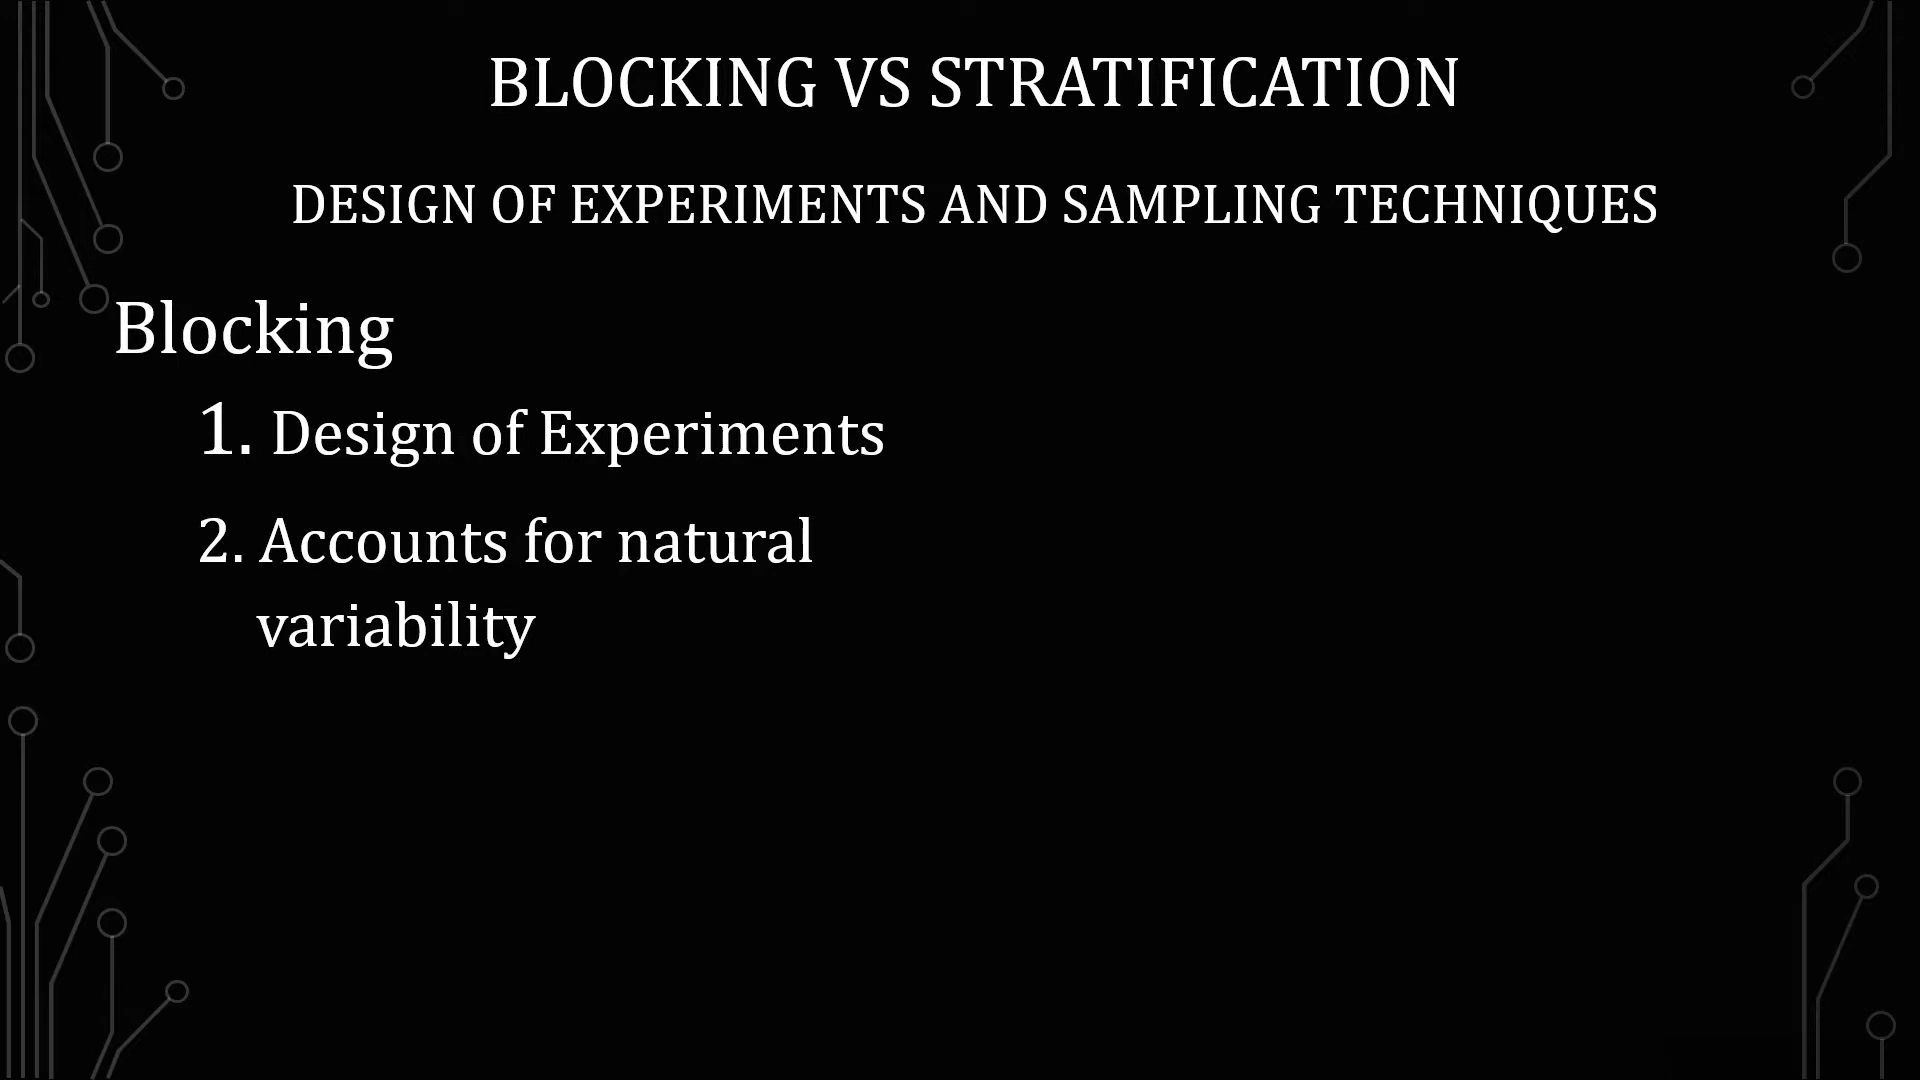 BLOCKING VS STRATIFICATION
DESIGN OF EXPERIMENTS AND SAMPLING TECHNIQUES
Blocking
1. Design of Experiments
2. Accounts for natural
variability